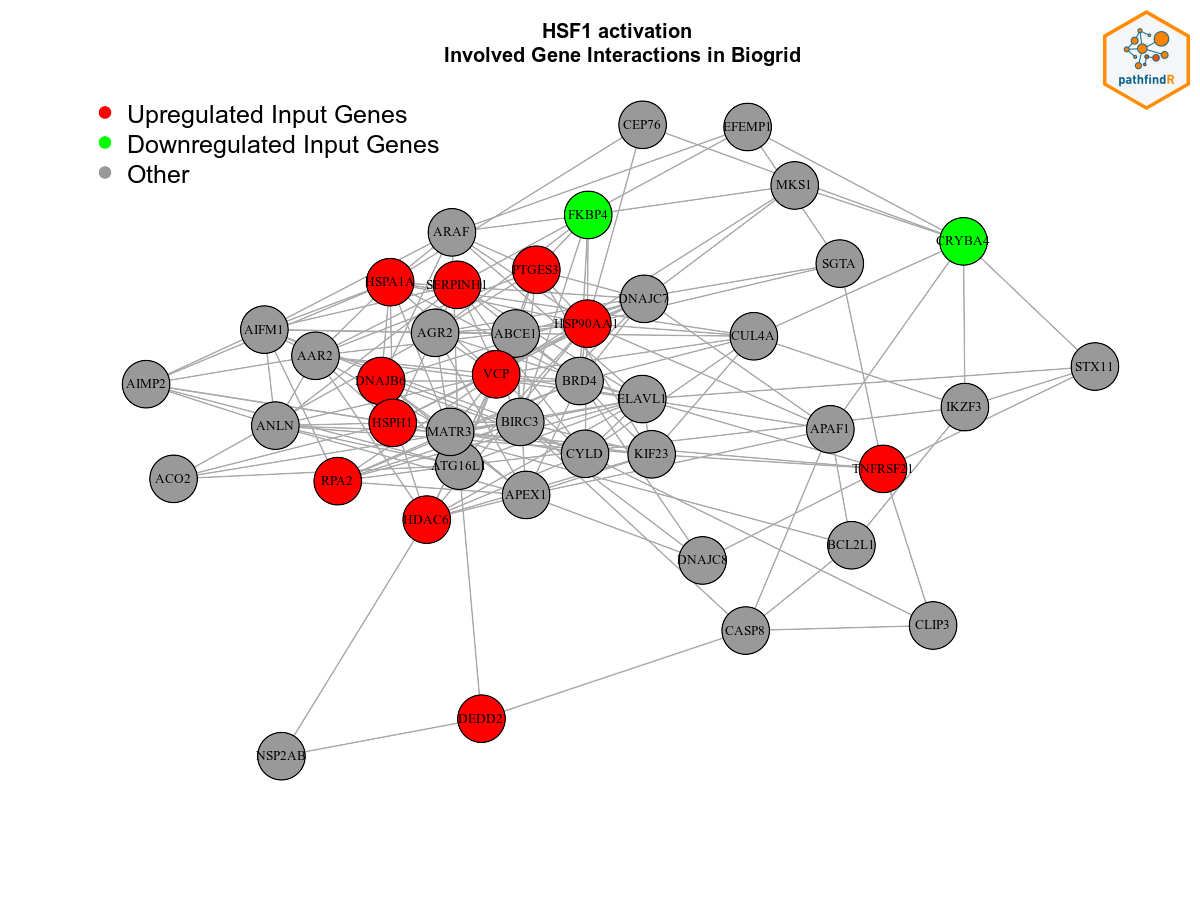 HSF1 activation
Involved Gene Interactions in Biogrid
pathfindR
Upregulated Input Genes
Downregulated Input Genes
Other
CEP76
EFEMP1
MKS1
FKBP4
ARAF
CRYBA4
SGTA
PTGES3
HSPA1A
SERPINH1
DNAJC7
HSP90AA1
AIFM1
AGR2
ABCE1
CUL4A
AAR2
STX11
VCP
DNAJB6
BRD4
AIMP2
ELAVL1
IKZF3
HSPH1
BIRC3
ANLN
MATR3
APAF1
CYLD
KIF23
ATG16L1
TNFRSF21
ACO2
RPA2
APEX1
HDAC6
BCL2L1
DNAJC8
CLIP3
CASP8
DEDD2
NSP2AB